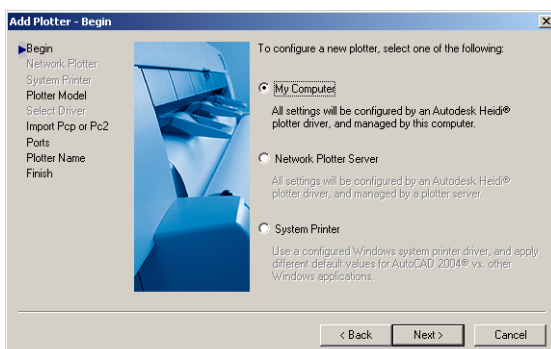 Add Plotter - Begin
Begin
Network Plotter
System Printer
Plotter Model
Select Driver
Import Pcp or Pc2
Ports
Plotter Name
Finish
To configure a new plotter, select one of the following:
My Computer
All settings will be configured by an Autodesk Heidi®
plotter driver, and managed by this computer.
Network Plotter Server
All settings will be configured by an Autodesk Heidi®
plotter driver, and managed by a plotter server.
System Printer
Use a configured Windows system printer driver, and apply
different default values for AutoCAD 2004® vs. other
Windows applications.
< Back
Next >
Cancel